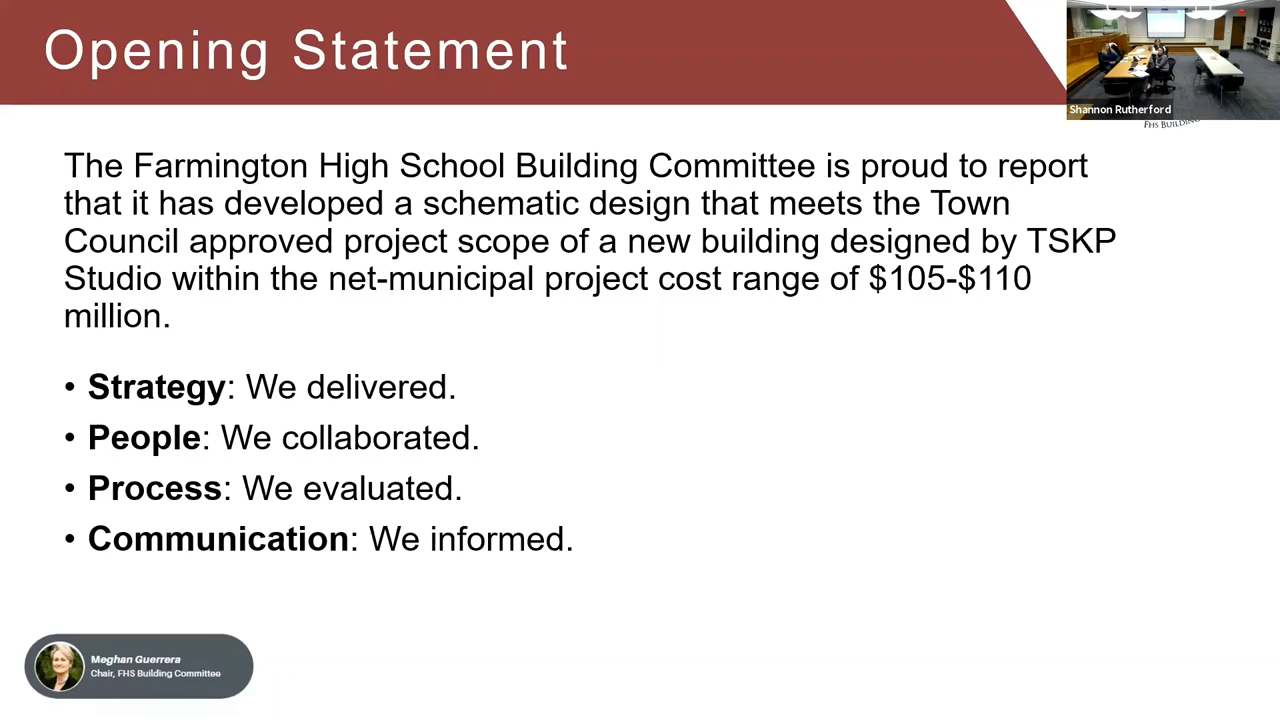 Opening Statement
Shannon Rutherford
FHS BUILDING
The Farmington High School Building Committee is proud to report
that it has developed a schematic design that meets the Town
Council approved project scope of a new building designed by TSKP
Studio within the net-municipal project cost range of $105-$110
million.
• Strategy: We delivered.
• People: We collaborated.
• Process: We evaluated.
• Communication: We informed.
Meghan Guerrera
Chair, FHS Building Committee